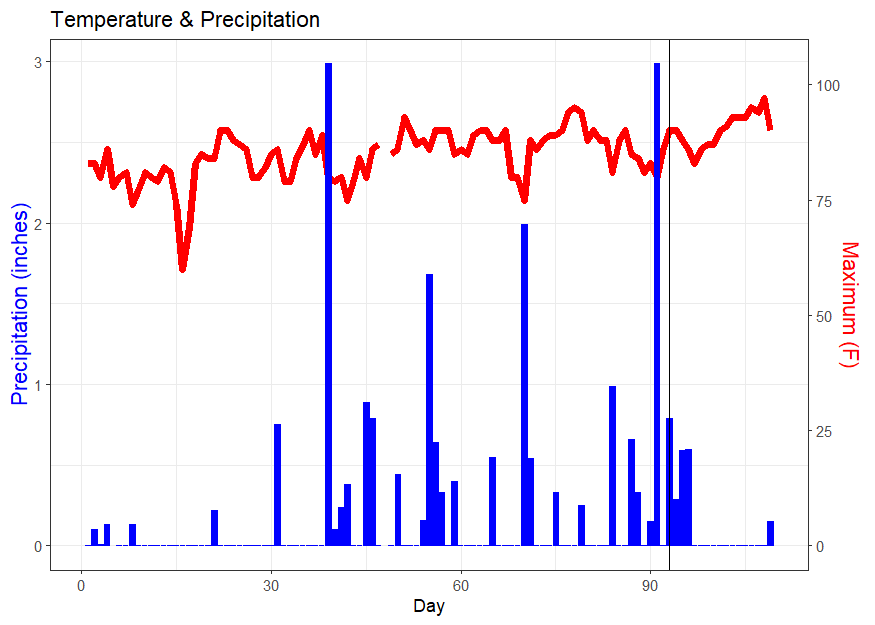 Temperature & Precipitation
3
2
1
0
Precipitation (inches)
100
75
50
25
0
Maximum (F)
0 30 60 90
Day